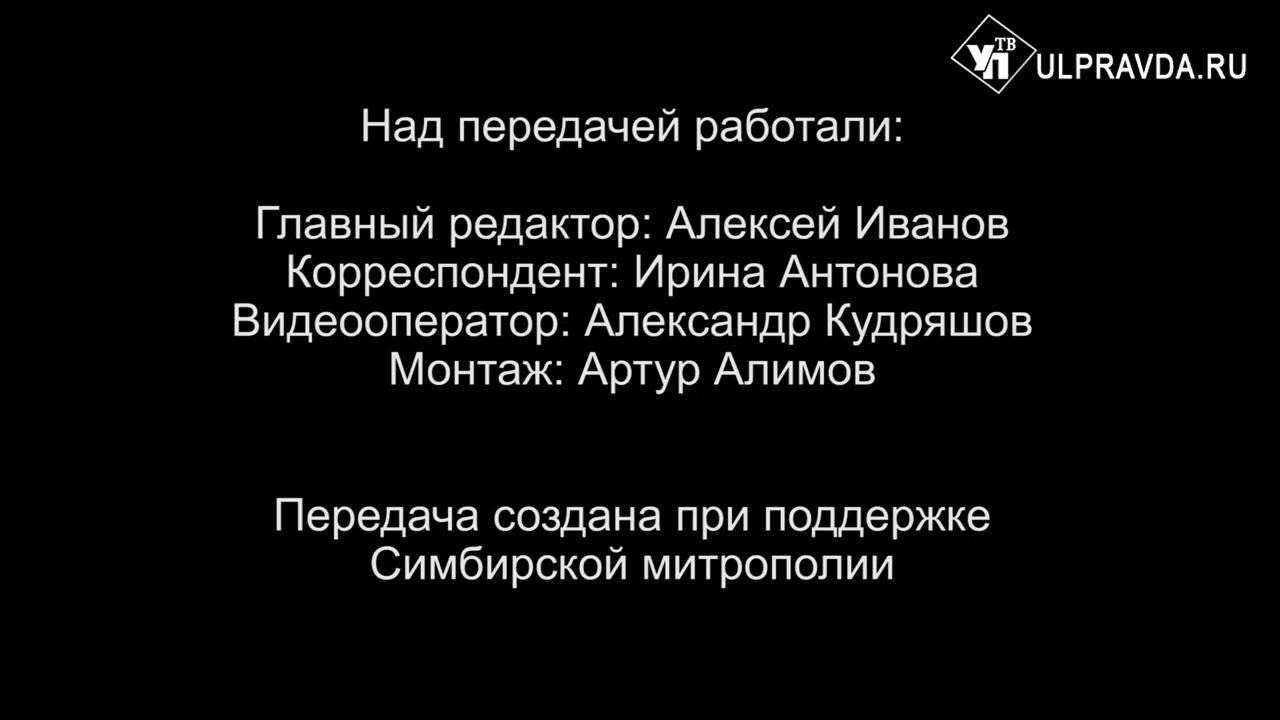 УП ТВ
ULPRAVDA.RU
Над передачей работали:
Главный редактор: Алексей Иванов
Корреспондент: Ирина Антонова
Видеооператор: Александр Кудряшов
Монтаж: Артур Алимов
Передача создана при поддержке
Симбирской митрополии